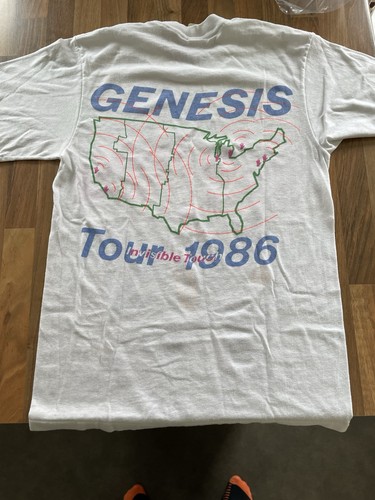 GENESIS
Tour 1986
Invisible Touch